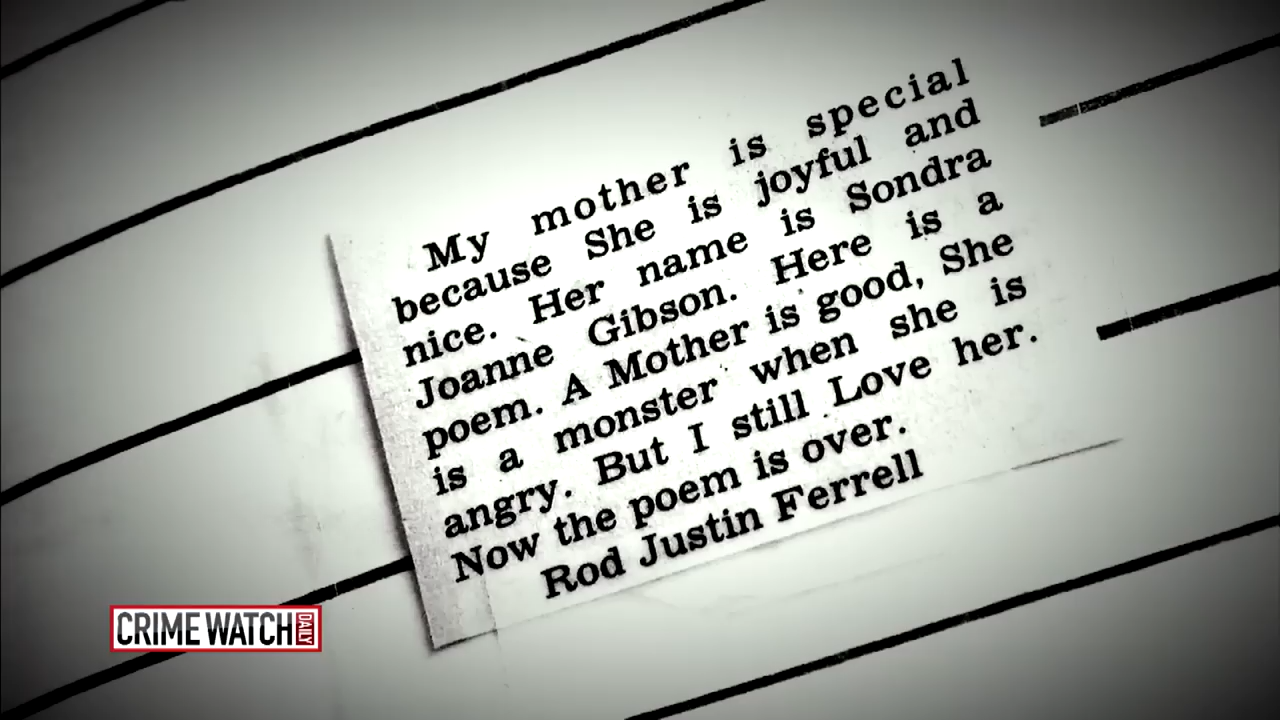 My mother is special
because She is joyful and
nice. Her name is Sondra
Joanne Gibson. Here is a
poem. A Mother is good, She
is a monster when she is
angry. But I still Love her.
Now the poem is over.
Rod Justin Ferrell
CRIME WATCH DAILY